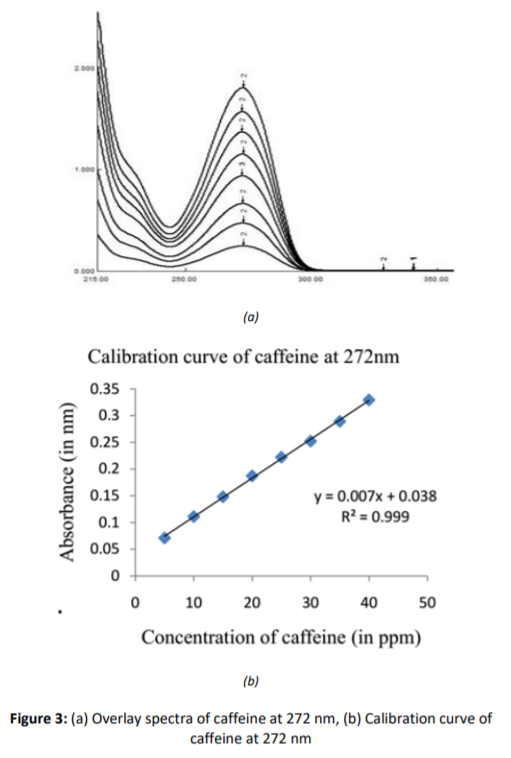 2.000
1.000
0.000
250.00
300.00
350.00
(a)
Calibration curve of caffeine at 272nm
Absorbance (in nm)
0.35
0.3
0.25
0.2
0.15
0.1
0.05
0
y = 0.007x + 0.038
R² = 0.999
0 10 20 30 40 50
Concentration of caffeine (in ppm)
(b)
Figure 3: (a) Overlay spectra of caffeine at 272 nm, (b) Calibration curve of
caffeine at 272 nm